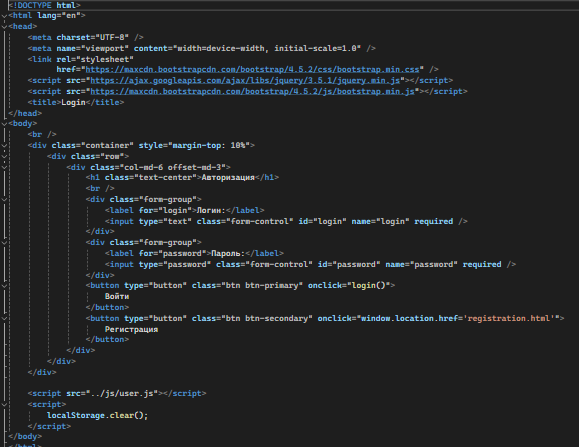 <!DOCTYPE html>
<html lang="en">
<head>
<meta charset="UTF-8" />
<meta name="viewport" content="width=device-width, initial-scale=1.0" />
<link rel="stylesheet"
href="https://maxcdn.bootstrapcdn.com/bootstrap/4.5.2/css/bootstrap.min.css" />
<script src="https://ajax.googleapis.com/ajax/libs/jquery/3.5.1/jquery.min.js"></script>
<script src="https://maxcdn.bootstrapcdn.com/bootstrap/4.5.2/js/bootstrap.min.js"></script>
<title>Login</title>
</head>
<body>
<br />
<div class="container" style="margin-top: 10%">
<div class="row">
<div class="col-md-6 offset-md-3">
<h1 class="text-center">Авторизация</h1>
<br />
<div class="form-group">
<label for="login">Логин:</label>
<input type="text" class="form-control" id="login" name="login" required />
</div>
<div class="form-group">
<label for="password">Пароль:</label>
<input type="password" class="form-control" id="password" name="password" required />
</div>
<button type="button" class="btn btn-primary" onclick="login()">
Войти
</button>
<button type="button" class="btn btn-secondary" onclick="window.location.href='registration.html'">
Регистрация
</button>
</div>
</div>
</div>
<script src="../js/user.js"></script>
<script>
localStorage.clear();
</script>
</body>
</html>